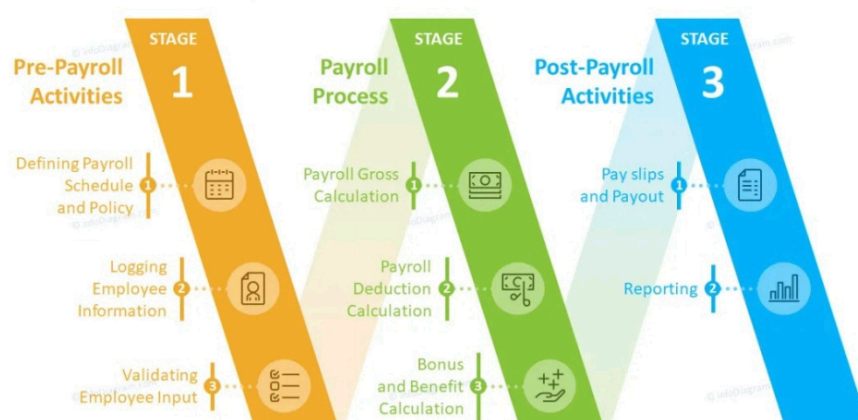 STAGE
1
Pre-Payroll
Activities
Defining Payroll
Schedule
and Policy
1
Logging
Employee
Information
2
Validating
Employee Input
3
STAGE
2
Payroll
Process
Payroll Gross
Calculation
1
Payroll
Deduction
Calculation
2
Bonus
and Benefit
Calculation
3
STAGE
3
Post-Payroll
Activities
Pay slips
and Payout
1
Reporting
2